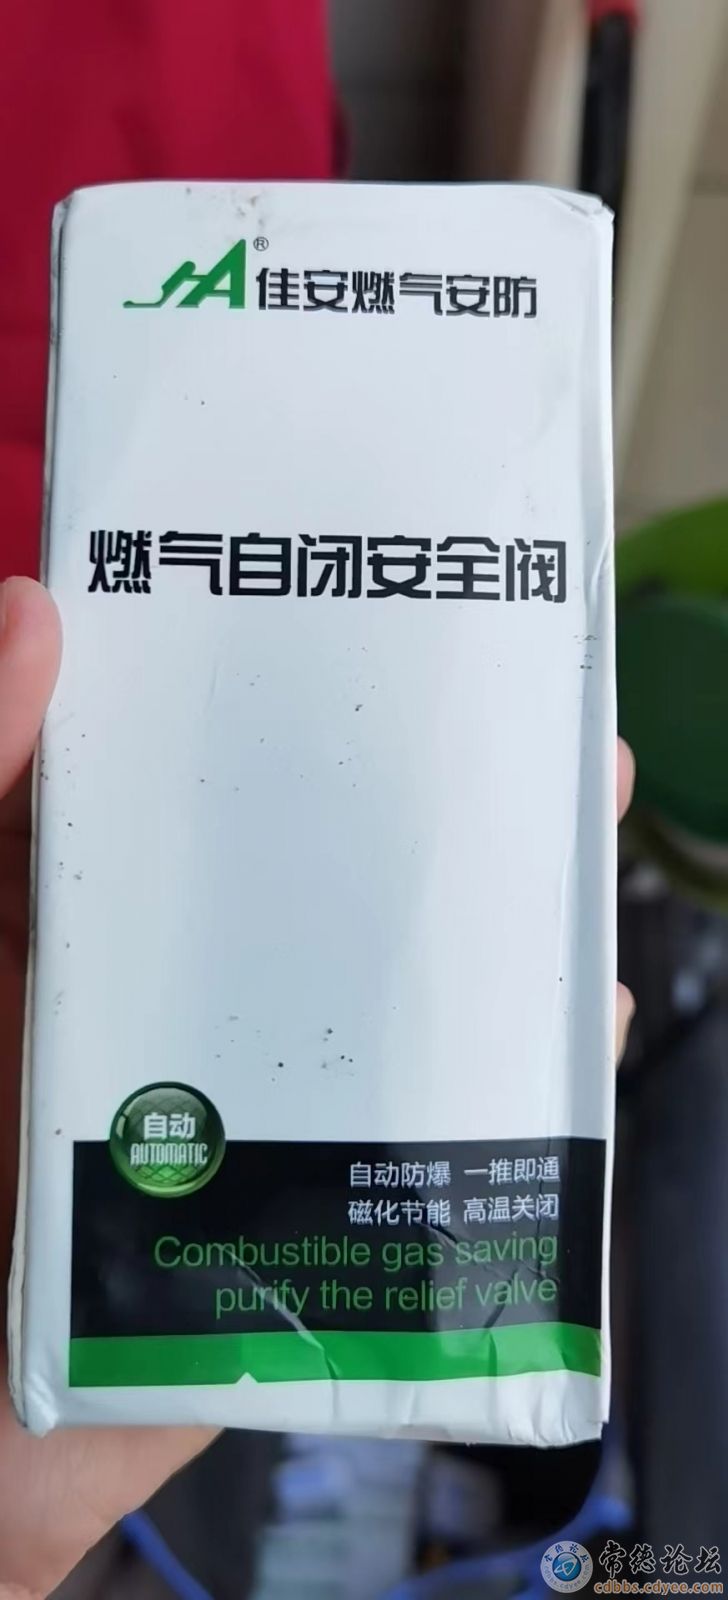 JA® 佳安燃气安防
燃气自闭安全阀
自动
AUTOMATIC
自动防爆 一推即通
磁化节能 高温关闭
Combustible gas saving
purify the relief valve
常德论坛
cdbbs.cdyee.com